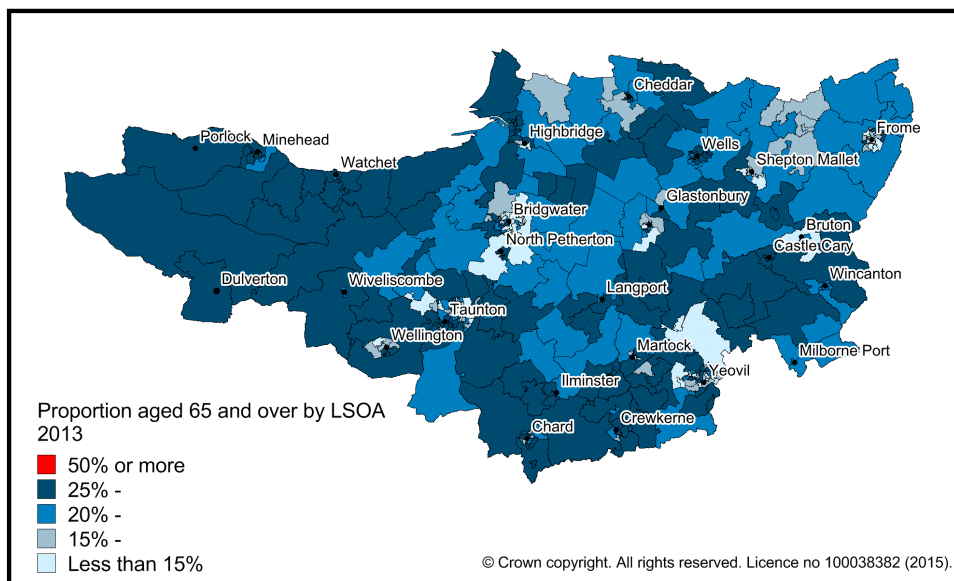 Cheddar
Porlock
Minehead
Highbridge
Frome
Watchet
Wells
Shepton Mallet
Glastonbury
Bridgwater
Bruton
North Petherton
Castle Cary
Dulverton
Wiveliscombe
Langport
Wincanton
Taunton
Wellington
Martock
Milborne Port
Yeovil
Ilminster
Crewkerne
Chard
Proportion aged 65 and over by LSOA
2013
50% or more
25% -
20% -
15% -
Less than 15%
© Crown copyright. All rights reserved. Licence no 100038382 (2015).